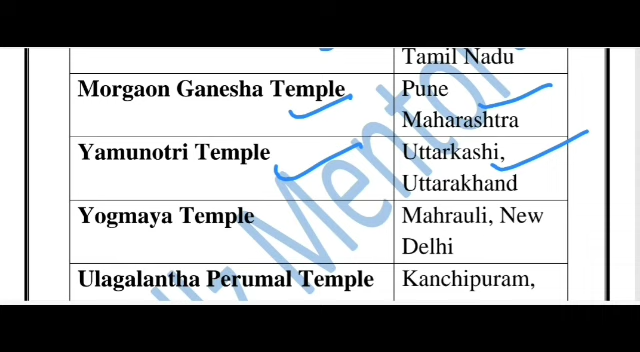 Tamil Nadu
Morgaon Ganesha Temple Pune
Maharashtra
Yamunotri Temple Uttarkashi,
Uttarakhand
Yogmaya Temple Mahrauli, New
Delhi
Ulagalantha Perumal Temple Kanchipuram,